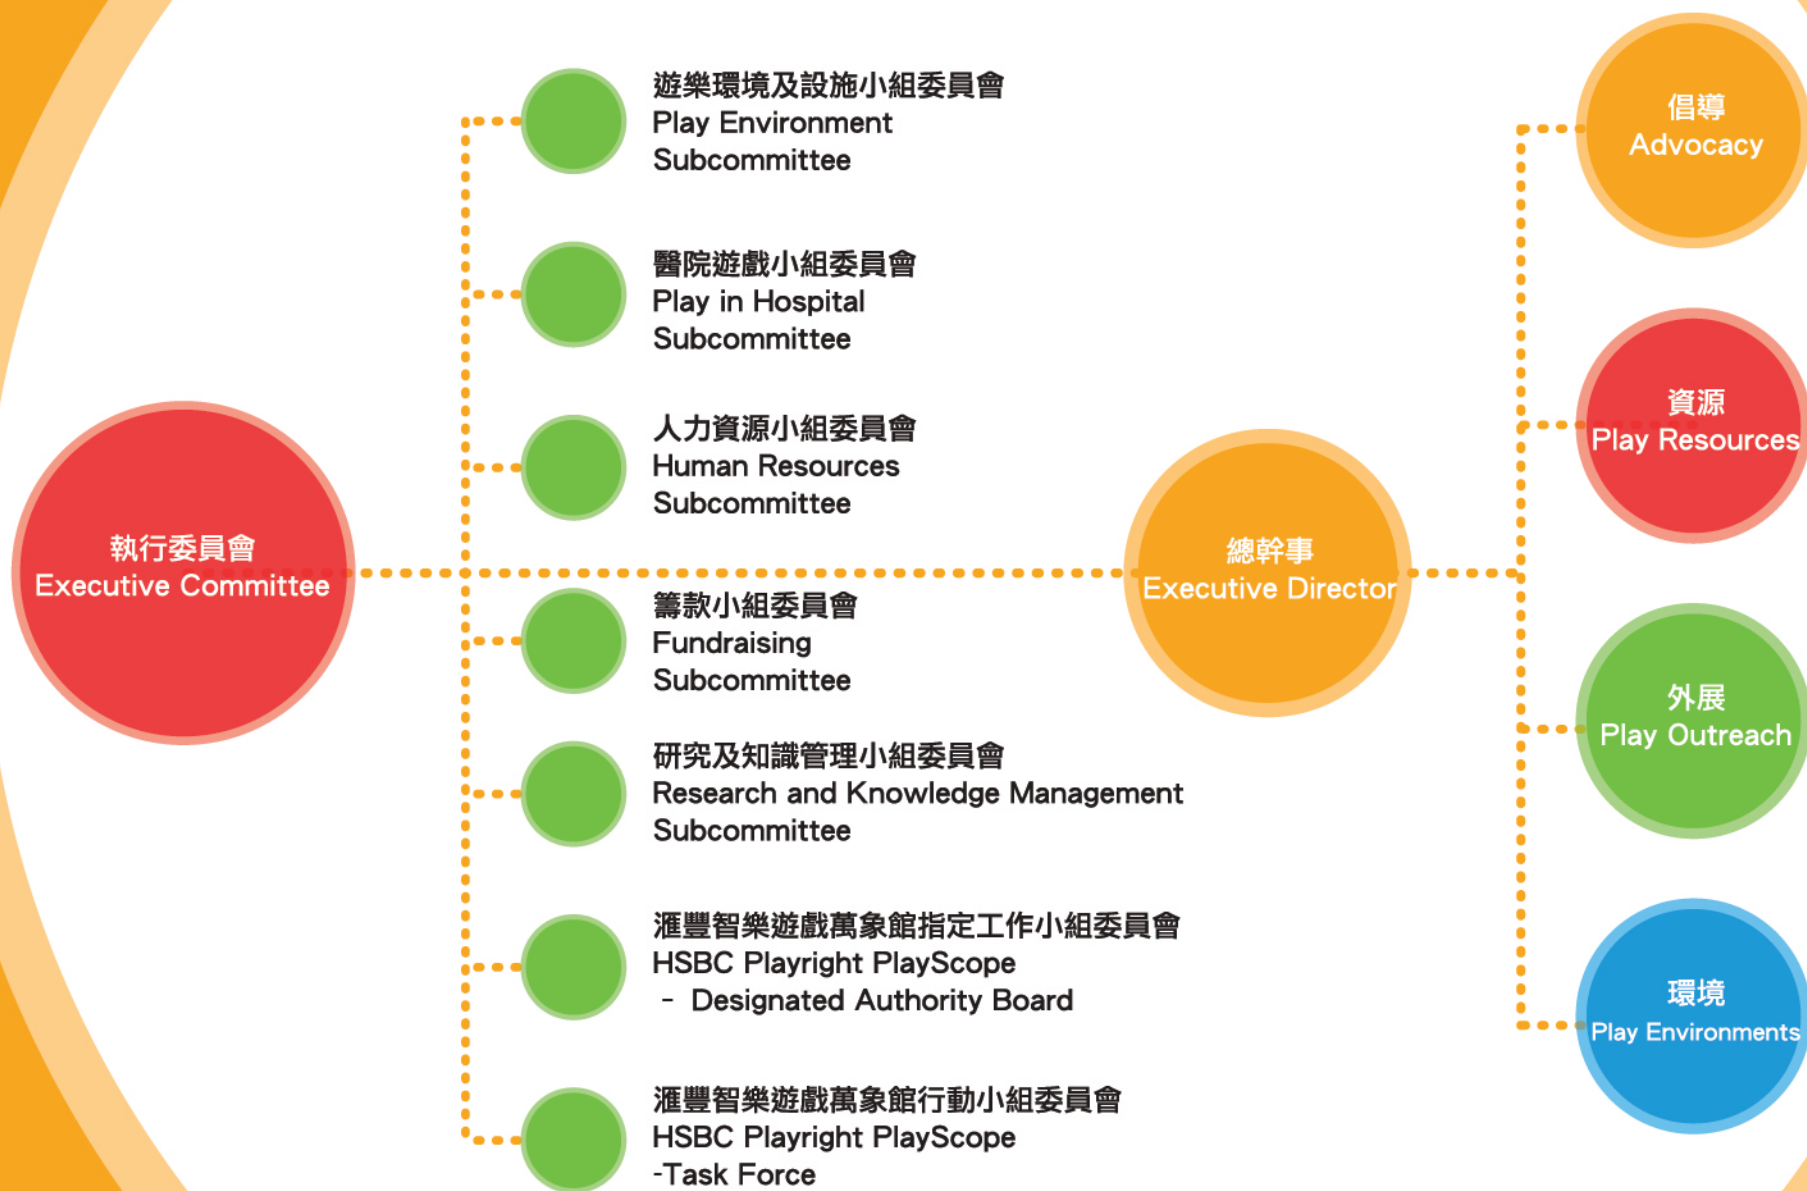 執行委員會
Executive Committee
遊樂環境及設施小組委員會
Play Environment
Subcommittee
醫院遊戲小組委員會
Play in Hospital
Subcommittee
人力資源小組委員會
Human Resources
Subcommittee
籌款小組委員會
Fundraising
Subcommittee
研究及知識管理小組委員會
Research and Knowledge Management
Subcommittee
滙豐智樂遊戲萬象館指定工作小組委員會
HSBC Playright PlayScope
- Designated Authority Board
滙豐智樂遊戲萬象館行動小組委員會
HSBC Playright PlayScope
-Task Force
總幹事
Executive Director
倡導
Advocacy
資源
Play Resources
外展
Play Outreach
環境
Play Environments